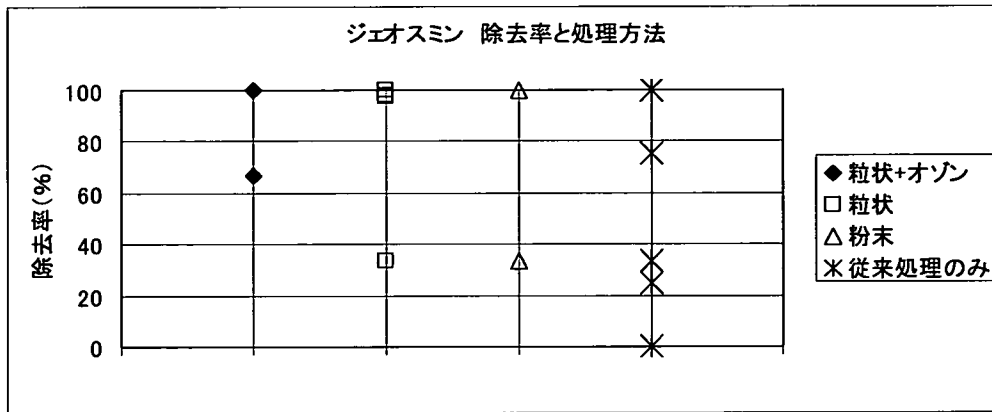 ジェオスミン 除去率と処理方法
除去率(%)
100
80
60
40
20
0
粒状+オゾン
粒状
粉末
従来処理のみ